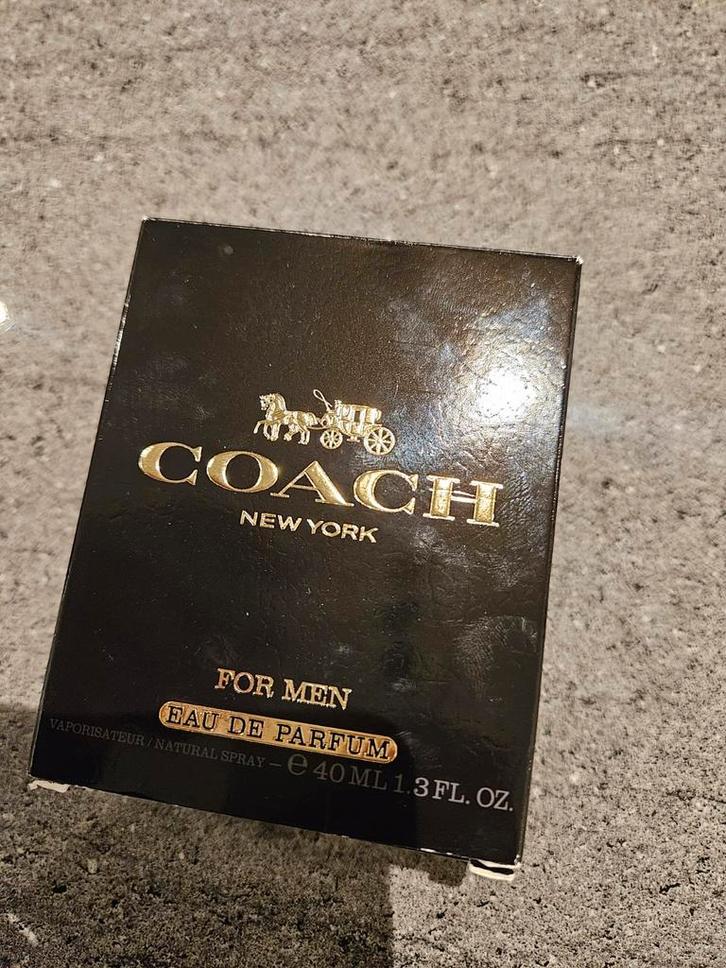 COACH
NEW YORK
FOR MEN
EAU DE PARFUM
VAPORISATEUR / NATURAL SPRAY – ℮ 40 ML 1.3 FL. OZ.